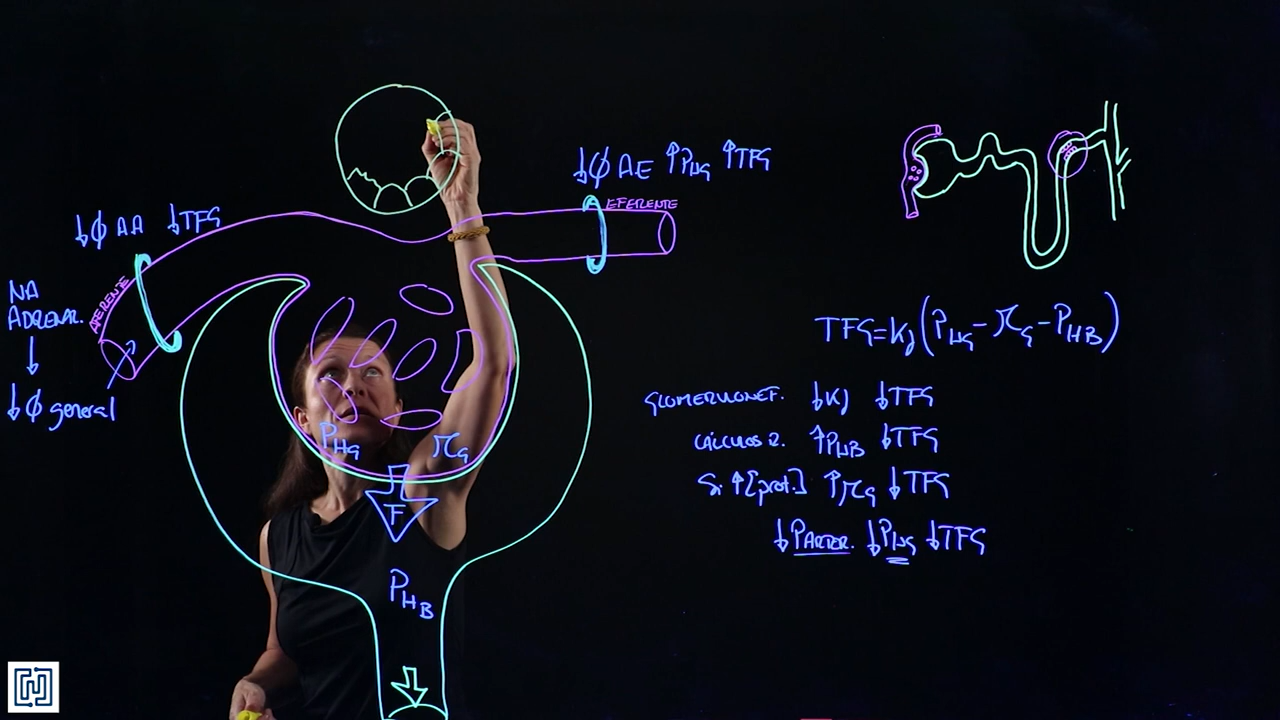 ↓ϕ AE ↑PHG ↑TFG
EFERENTE
↓ϕ AA ↓TFG
AFERENTE
NA
ADRENAR.
↓
↓ϕ general
PHG
πG
F
PHB
TFG=Kf(PHG-πG-PHB)
GLOMERULONEF. ↓Kf ↓TFG
CÁLCULOS R. ↑PHB ↓TFG
Si ↑[prot.] ↑πG ↓TFG
↓PARTER. ↓PHG ↓TFG